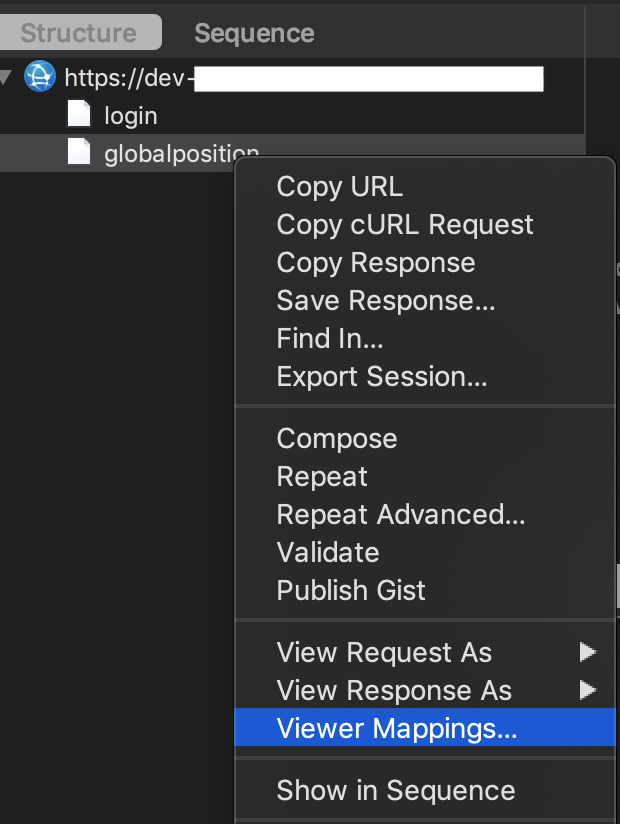 Structure Sequence
https://dev-
login
globalposition
Copy URL
Copy cURL Request
Copy Response
Save Response...
Find In...
Export Session...
Compose
Repeat
Repeat Advanced...
Validate
Publish Gist
View Request As
View Response As
Viewer Mappings...
Show in Sequence